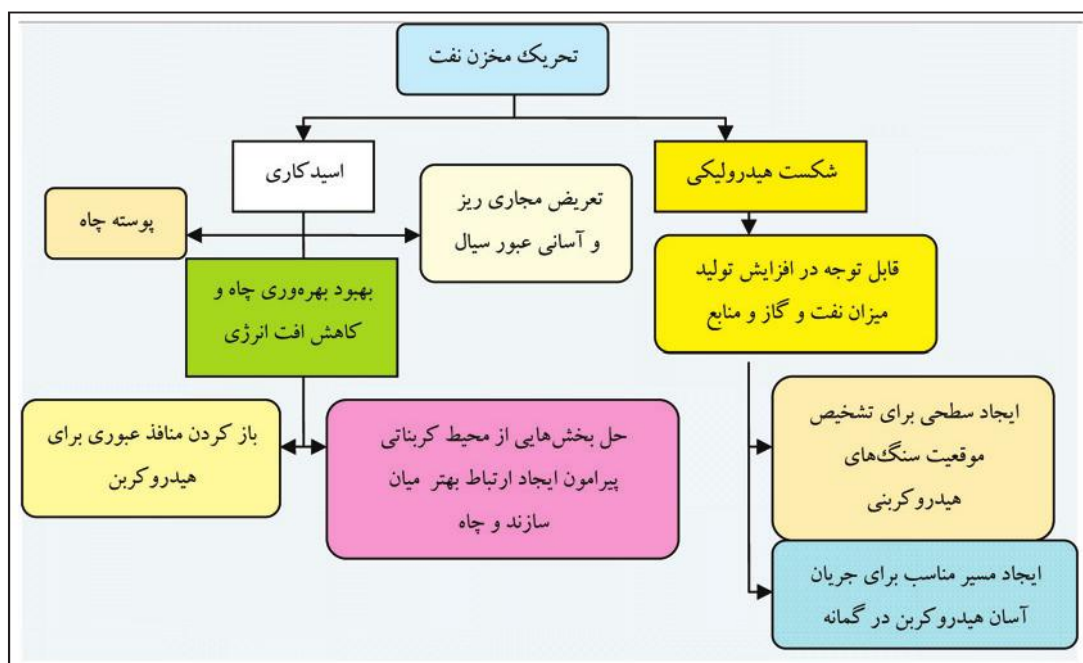 تحریک مخزن نفت
شکست هیدرولیکی
اسیدکاری
تعریض مجاری ریز
و آسانی عبور سیال
پوسته چاه
قابل توجه در افزایش تولید
میزان نفت و گاز و منابع
بهبود بهره‌وری چاه و
کاهش افت انرژی
ایجاد سطحی برای تشخیص
موقعیت سنگ‌های
هیدروکربنی
حل بخش‌هایی از محیط کربناتی
پیرامون ایجاد ارتباط بهتر میان
سازند و چاه
باز کردن منافذ عبوری برای
هیدروکربن
ایجاد مسیر مناسب برای جریان
آسان هیدروکربن در گمانه